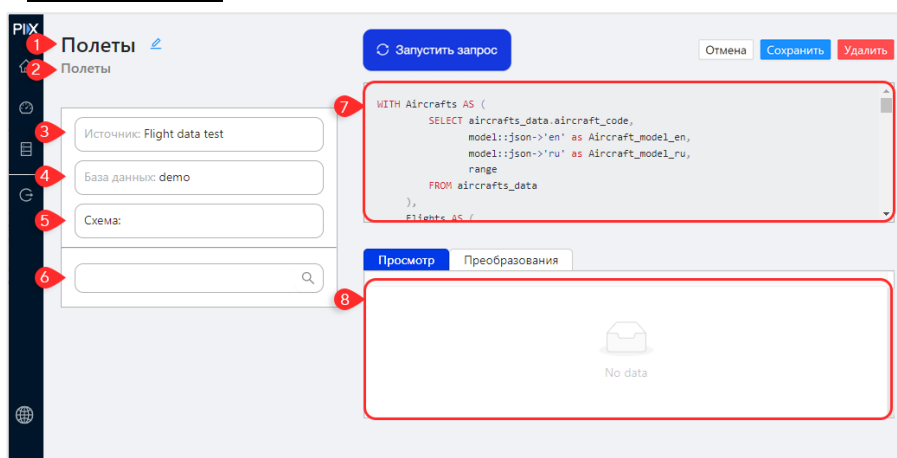 PIX
1 Полеты
2 Полеты
Запустить запрос
Отмена Сохранить Удалить
3 Источник: Flight data test
4 База данных: demo
5 Схема:
6
7
WITH Aircrafts AS (
SELECT aircrafts_data.aircraft_code,
model::json->'en' as Aircraft_model_en,
model::json->'ru' as Aircraft_model_ru,
range
FROM aircrafts_data
),
Flights AS (
Просмотр Преобразования
8
No data